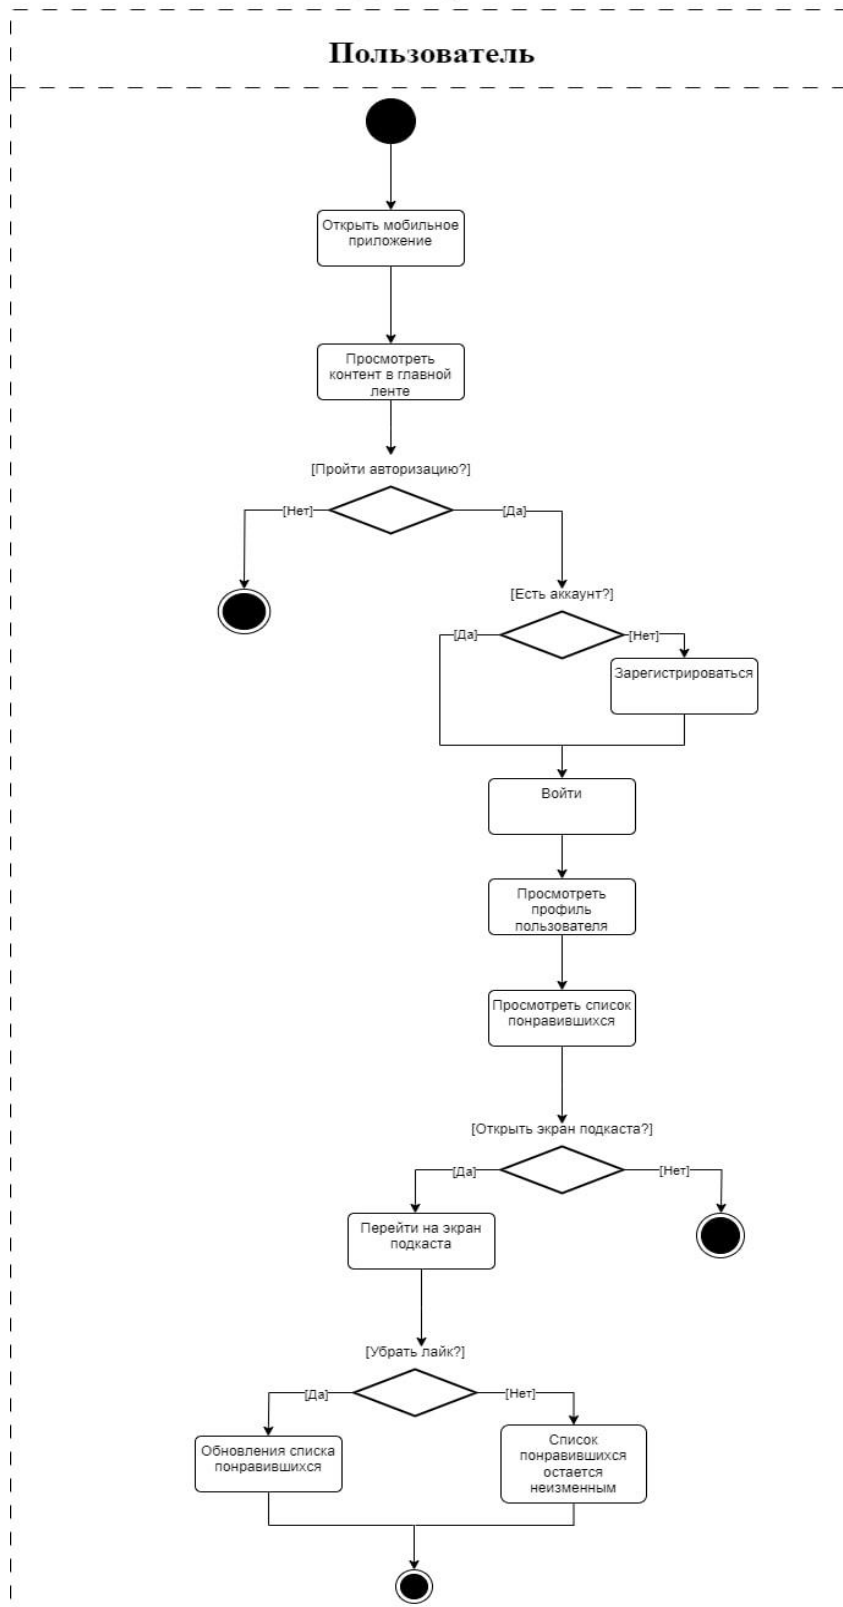 Пользователь
Открыть мобильное
приложение
Просмотреть
контент в главной
ленте
[Пройти авторизацию?]
[Нет]
[Да]
[Есть аккаунт?]
[Да]
[Нет]
Зарегистрироваться
Войти
Просмотреть
профиль
пользователя
Просмотреть список
понравившихся
[Открыть экран подкаста?]
[Да]
[Нет]
Перейти на экран
подкаста
[Убрать лайк?]
[Да]
[Нет]
Обновления списка
понравившихся
Список
понравившихся
остается
неизменным